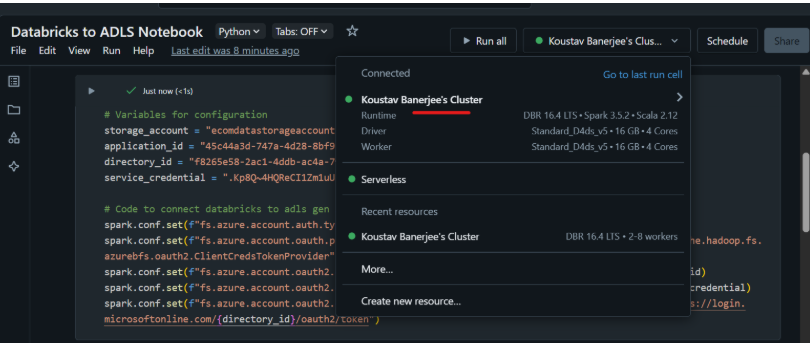 Databricks to ADLS Notebook Python Tabs: OFF
File Edit View Run Help Last edit was 8 minutes ago
Run all Koustav Banerjee's Clus... Schedule Share
Just now (<1s)
# Variables for configuration
storage_account = "ecomdatastorageaccount
application_id = "45c44a3d-747a-4d28-8bf9
directory_id = "f8265e58-2ac1-4ddb-ac4a-7
service_credential = ".Kp8Q~4HQReCI1Zm1uU
# Code to connect databricks to adls gen
spark.conf.set(f"fs.azure.account.auth.ty
spark.conf.set(f"fs.azure.account.oauth.p
ne.hadoop.fs.
azurebfs.oauth2.ClientCredsTokenProvider"
spark.conf.set(f"fs.azure.account.oauth2.
id)
spark.conf.set(f"fs.azure.account.oauth2.
credential)
spark.conf.set(f"fs.azure.account.oauth2.
s://login.
microsoftonline.com/{directory_id}/oauth2/token")
Connected Go to last run cell
Koustav Banerjee's Cluster
Runtime DBR 16.4 LTS • Spark 3.5.2 • Scala 2.12
Driver Standard_D4ds_v5 • 16 GB • 4 Cores
Worker Standard_D4ds_v5 • 16 GB • 4 Cores
Serverless
Recent resources
Koustav Banerjee's Cluster DBR 16.4 LTS • 2-8 workers
More...
Create new resource...